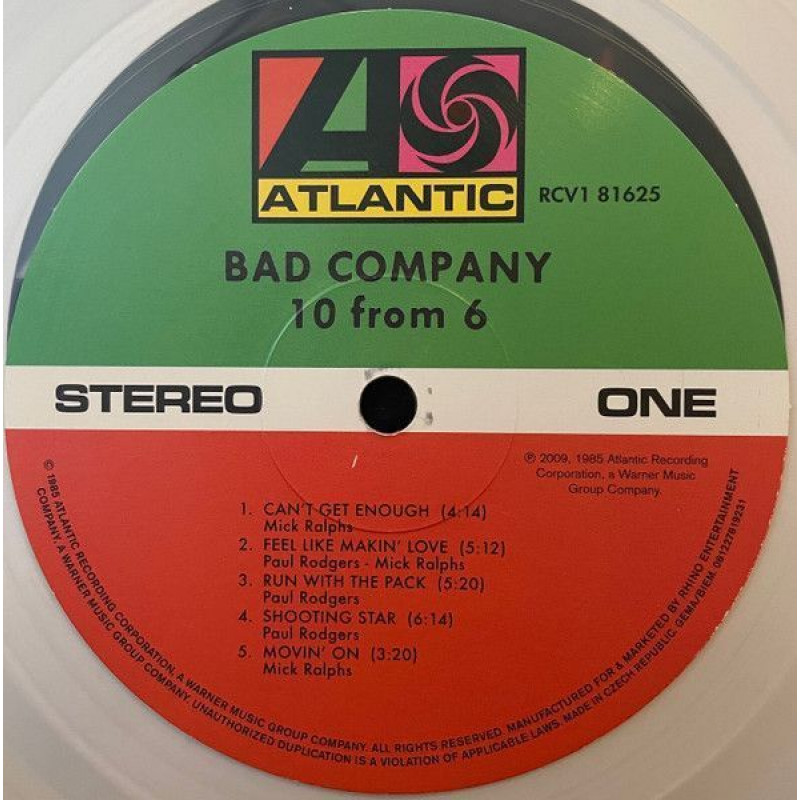 ATLANTIC
RCV1 81625
BAD COMPANY
10 from 6
STEREO
ONE
℗ 2009, 1985 Atlantic Recording
Corporation, a Warner Music
Group Company.
1. CAN'T GET ENOUGH (4:14)
Mick Ralphs
2. FEEL LIKE MAKIN' LOVE (5:12)
Paul Rodgers - Mick Ralphs
3. RUN WITH THE PACK (5:20)
Paul Rodgers
4. SHOOTING STAR (6:14)
Paul Rodgers
5. MOVIN' ON (3:20)
Mick Ralphs
© 1985 ATLANTIC RECORDING CORPORATION, A WARNER MUSIC GROUP COMPANY. ALL RIGHTS RESERVED. MANUFACTURED FOR & MARKETED BY RHINO ENTERTAINMENT
COMPANY, A WARNER MUSIC GROUP COMPANY. UNAUTHORIZED DUPLICATION IS A VIOLATION OF APPLICABLE LAWS. MADE IN CZECH REPUBLIC. GEMA/BIEM. 081227819231